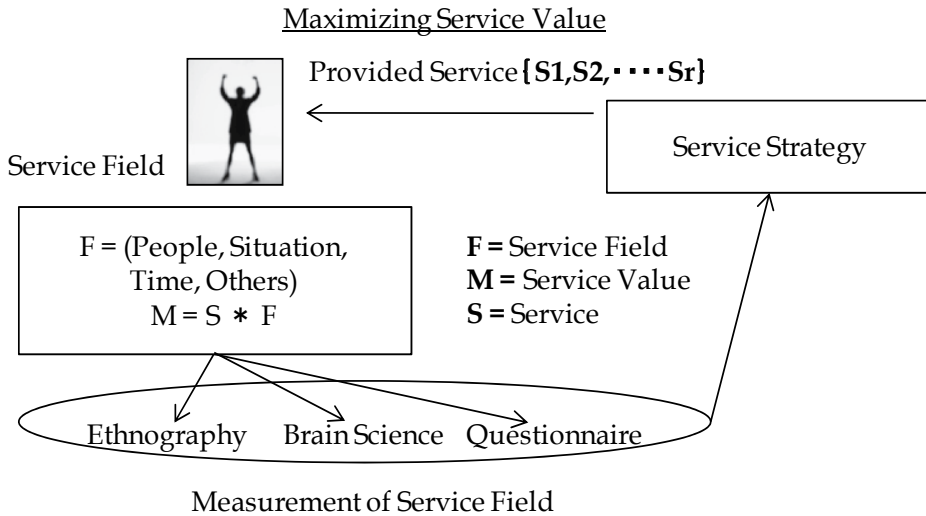 Maximizing Service Value
Provided Service {S1,S2,････Sr}
Service Strategy
Service Field
F = (People, Situation,
Time, Others)
M = S * F
F = Service Field
M = Service Value
S = Service
Ethnography Brain Science Questionnaire
Measurement of Service Field